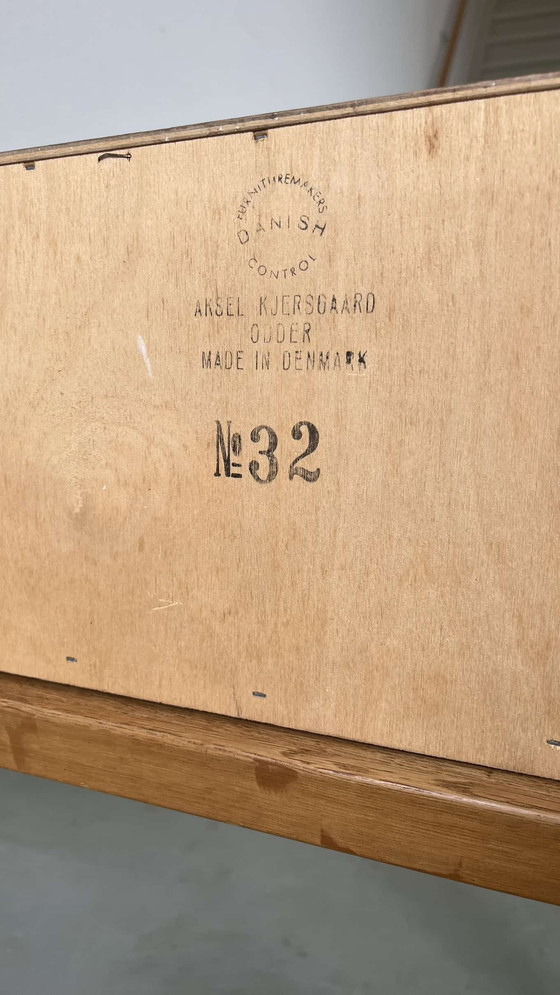 FURNITUREMAKERS
DANISH
CONTROL
AKSEL KJERSGAARD
ODDER
MADE IN DENMARK
№32